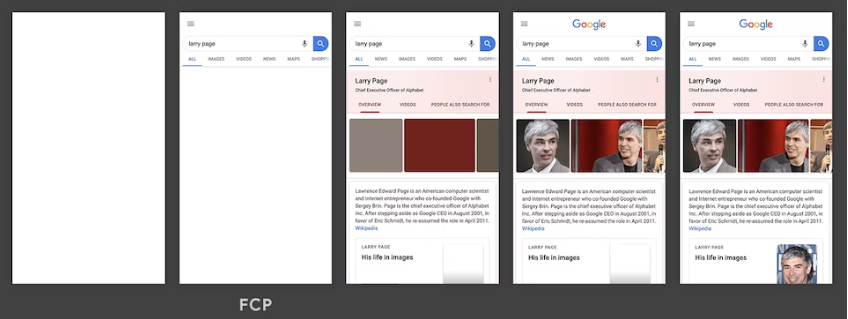 larry page
ALL IMAGES VIDEOS NEWS MAPS SHOPPI
larry page
ALL NEWS IMAGES VIDEOS MAPS SHOPPI
Larry Page
Chief Executive Officer of Alphabet
OVERVIEW VIDEOS PEOPLE ALSO SEARCH FOR
Lawrence Edward Page is an American computer scientist
and Internet entrepreneur who co-founded Google with
Sergey Brin. Page is the chief executive officer of Alphabet
Inc. After stepping aside as Google CEO in August 2001, in
favor of Eric Schmidt, he re-assumed the role in April 2011.
Wikipedia
LARRY PAGE
His life in images
Google
larry page
ALL IMAGES VIDEOS NEWS MAPS SHOPPI
Larry Page
Chief Executive Officer of Alphabet
OVERVIEW VIDEOS PEOPLE ALSO SEARCH FOR
Lawrence Edward Page is an American computer scientist
and Internet entrepreneur who co-founded Google with
Sergey Brin. Page is the chief executive officer of Alphabet
Inc. After stepping aside as Google CEO in August 2001, in
favor of Eric Schmidt, he re-assumed the role in April 2011.
Wikipedia
LARRY PAGE
His life in images
Google
larry page
ALL IMAGES VIDEOS NEWS MAPS SHOPPI
Larry Page
Chief Executive Officer of Alphabet
OVERVIEW VIDEOS PEOPLE ALSO SEARCH FOR
Lawrence Edward Page is an American computer scientist
and Internet entrepreneur who co-founded Google with
Sergey Brin. Page is the chief executive officer of Alphabet
Inc. After stepping aside as Google CEO in August 2001, in
favor of Eric Schmidt, he re-assumed the role in April 2011.
Wikipedia
LARRY PAGE
His life in images
FCP